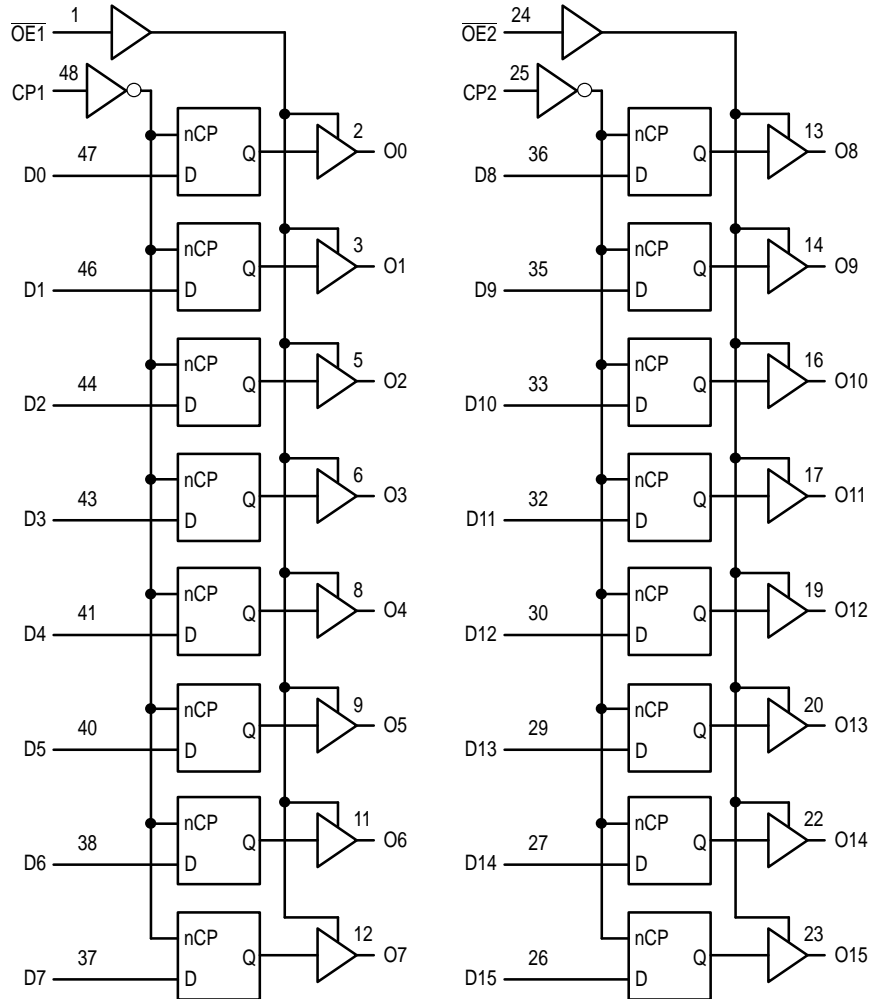 O̅E̅1̅ 1
CP1 48
nCP Q 2 O0
D0 47 D
nCP Q 3 O1
D1 46 D
nCP Q 5 O2
D2 44 D
nCP Q 6 O3
D3 43 D
nCP Q 8 O4
D4 41 D
nCP Q 9 O5
D5 40 D
nCP Q 11 O6
D6 38 D
nCP Q 12 O7
D7 37 D
O̅E̅2̅ 24
CP2 25
nCP Q 13 O8
D8 36 D
nCP Q 14 O9
D9 35 D
nCP Q 16 O10
D10 33 D
nCP Q 17 O11
D11 32 D
nCP Q 19 O12
D12 30 D
nCP Q 20 O13
D13 29 D
nCP Q 22 O14
D14 27 D
nCP Q 23 O15
D15 26 D